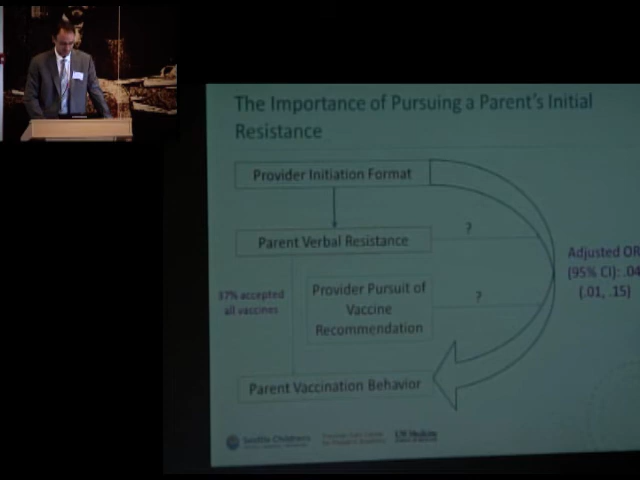 The Importance of Pursuing a Parent's Initial
Resistance
Provider Initiation Format
Parent Verbal Resistance
?
Adjusted OR
(95% CI): .04
(.01, .15)
37% accepted
all vaccines
Provider Pursuit of
Vaccine
Recommendation
?
Parent Vaccination Behavior
Seattle Children's
UW Medicine